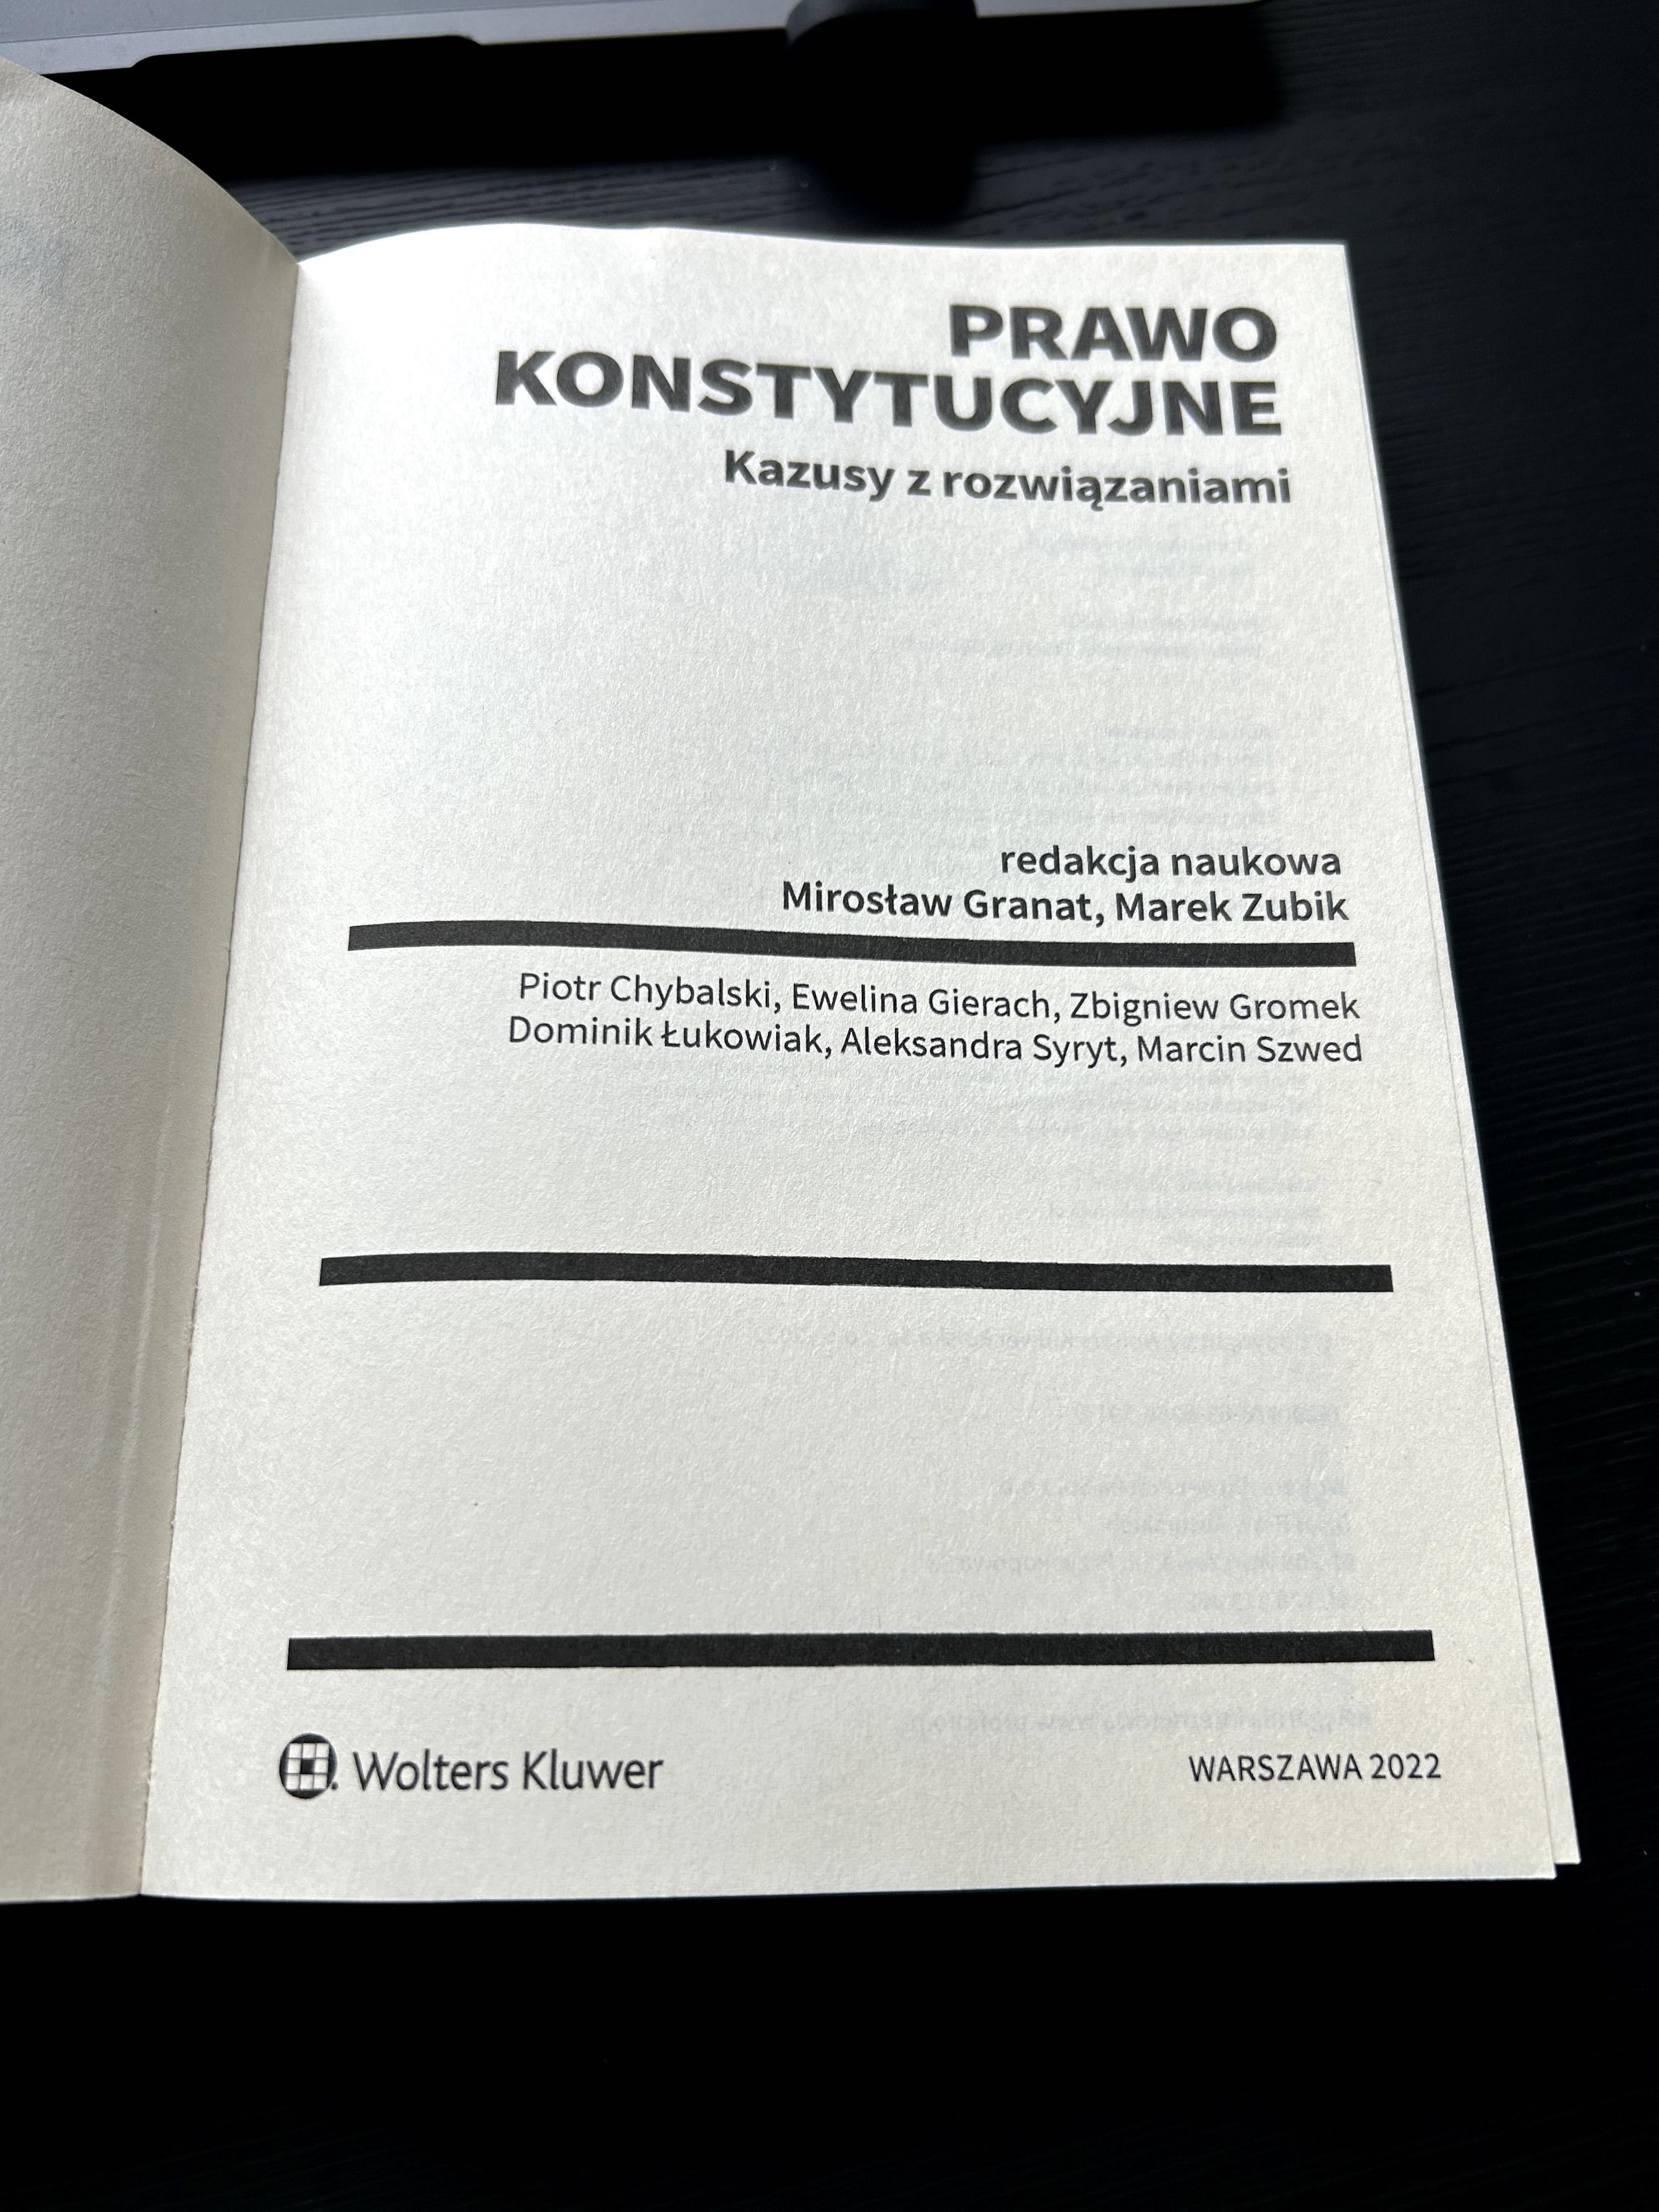 PRAWO
KONSTYTUCYJNE
Kazusy z rozwiązaniami
redakcja naukowa
Mirosław Granat, Marek Zubik
Piotr Chybalski, Ewelina Gierach, Zbigniew Gromek
Dominik Łukowiak, Aleksandra Syryt, Marcin Szwed
Wolters Kluwer
WARSZAWA 2022